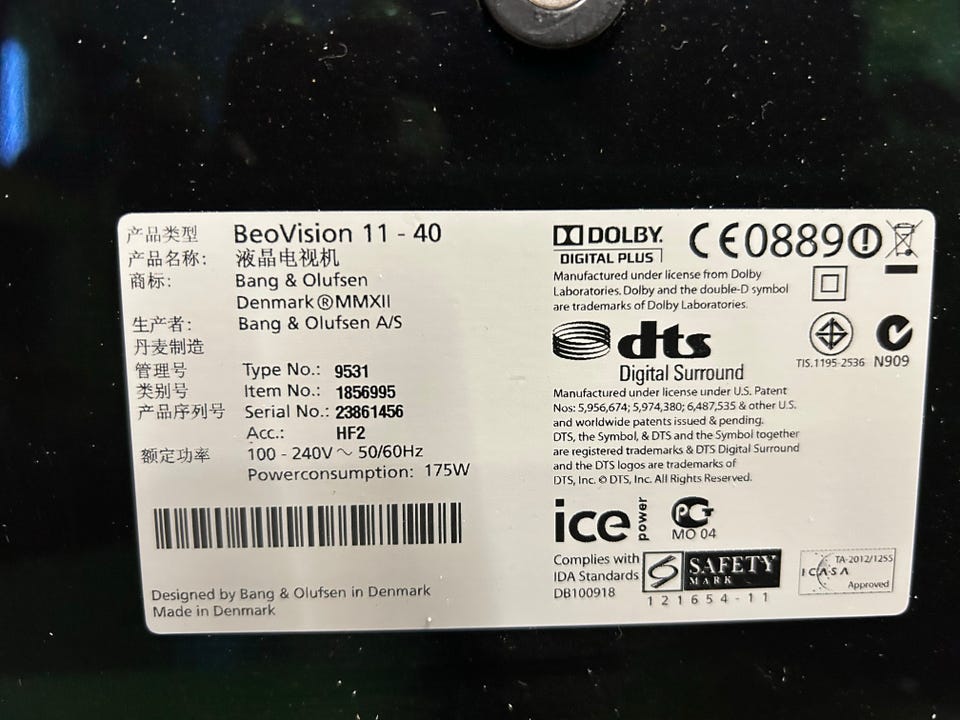 产品类型 BeoVision 11 - 40
产品名称: 液晶电视机
商标: Bang & Olufsen
Denmark ® MMXII
生产者: Bang & Olufsen A/S
丹麦制造
管理号 Type No.: 9531
类别号 Item No.: 1856995
产品序列号 Serial No.: 23861456
Acc.: HF2
额定功率 100 - 240V ~ 50/60Hz
Powerconsumption: 175W
Designed by Bang & Olufsen in Denmark
Made in Denmark
DOLBY.
DIGITAL PLUS
CE0889
Manufactured under license from Dolby
Laboratories. Dolby and the double-D symbol
are trademarks of Dolby Laboratories.
TIS.1195-2536 N909
dts
Digital Surround
Manufactured under license under U.S. Patent
Nos: 5,956,674; 5,974,380; 6,487,535 & other U.S.
and worldwide patents issued & pending.
DTS, the Symbol, & DTS and the Symbol together
are registered trademarks & DTS Digital Surround
and the DTS logos are trademarks of
DTS, Inc. © DTS, Inc. All Rights Reserved.
ice power
МО 04
Complies with
IDA Standards
DB100918
SAFETY
MARK
121654-11
TA-2012/1255
ICASA
Approved